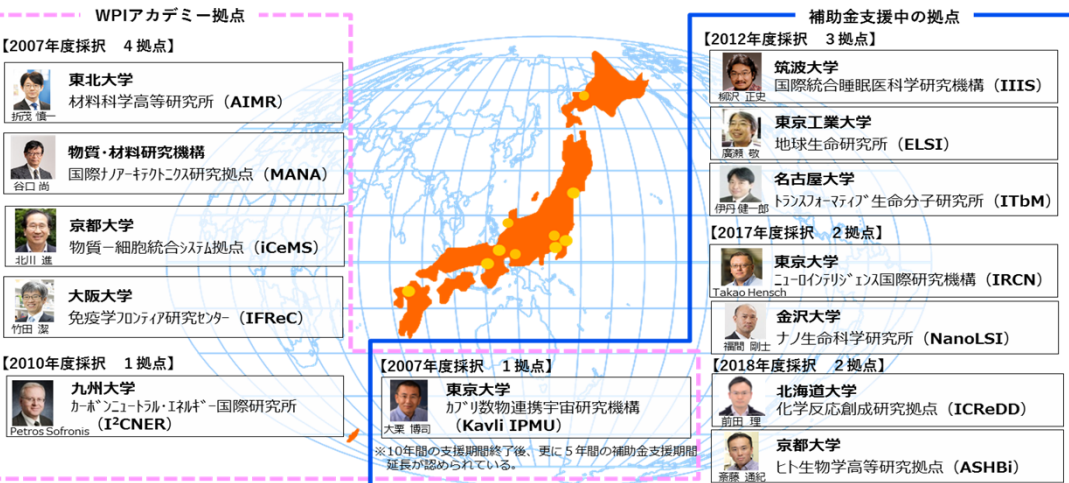 WPIアカデミー拠点
【2007年度採択　４拠点】
東北大学
材料科学高等研究所（AIMR）
折茂 慎一
物質・材料研究機構
国際ナノアーキテクトニクス研究拠点（MANA）
谷口 尚
京都大学
物質－細胞統合システム拠点（iCeMS）
北川 進
大阪大学
免疫学フロンティア研究センター（IFReC）
竹田 潔
【2010年度採択　１拠点】
九州大学
カーボンニュートラル・エネルギー国際研究所
（I²CNER）
Petros Sofronis
【2007年度採択　１拠点】
東京大学
カブリ数物連携宇宙研究機構
（Kavli IPMU）
大栗 博司
※10年間の支援期間終了後、更に５年間の補助金支援期間
延長が認められている。
補助金支援中の拠点
【2012年度採択　３拠点】
筑波大学
国際統合睡眠医科学研究機構（IIIS）
柳沢 正史
東京工業大学
地球生命研究所（ELSI）
廣瀬 敬
名古屋大学
トランスフォーマティブ生命分子研究所（ITbM）
伊丹 健一郎
【2017年度採択　２拠点】
東京大学
ニューロインテリジェンス国際研究機構（IRCN）
Takao Hensch
金沢大学
ナノ生命科学研究所（NanoLSI）
福間 剛士
【2018年度採択　２拠点】
北海道大学
化学反応創成研究拠点（ICReDD）
前田 理
京都大学
ヒト生物学高等研究拠点（ASHBi）
斎藤 通紀